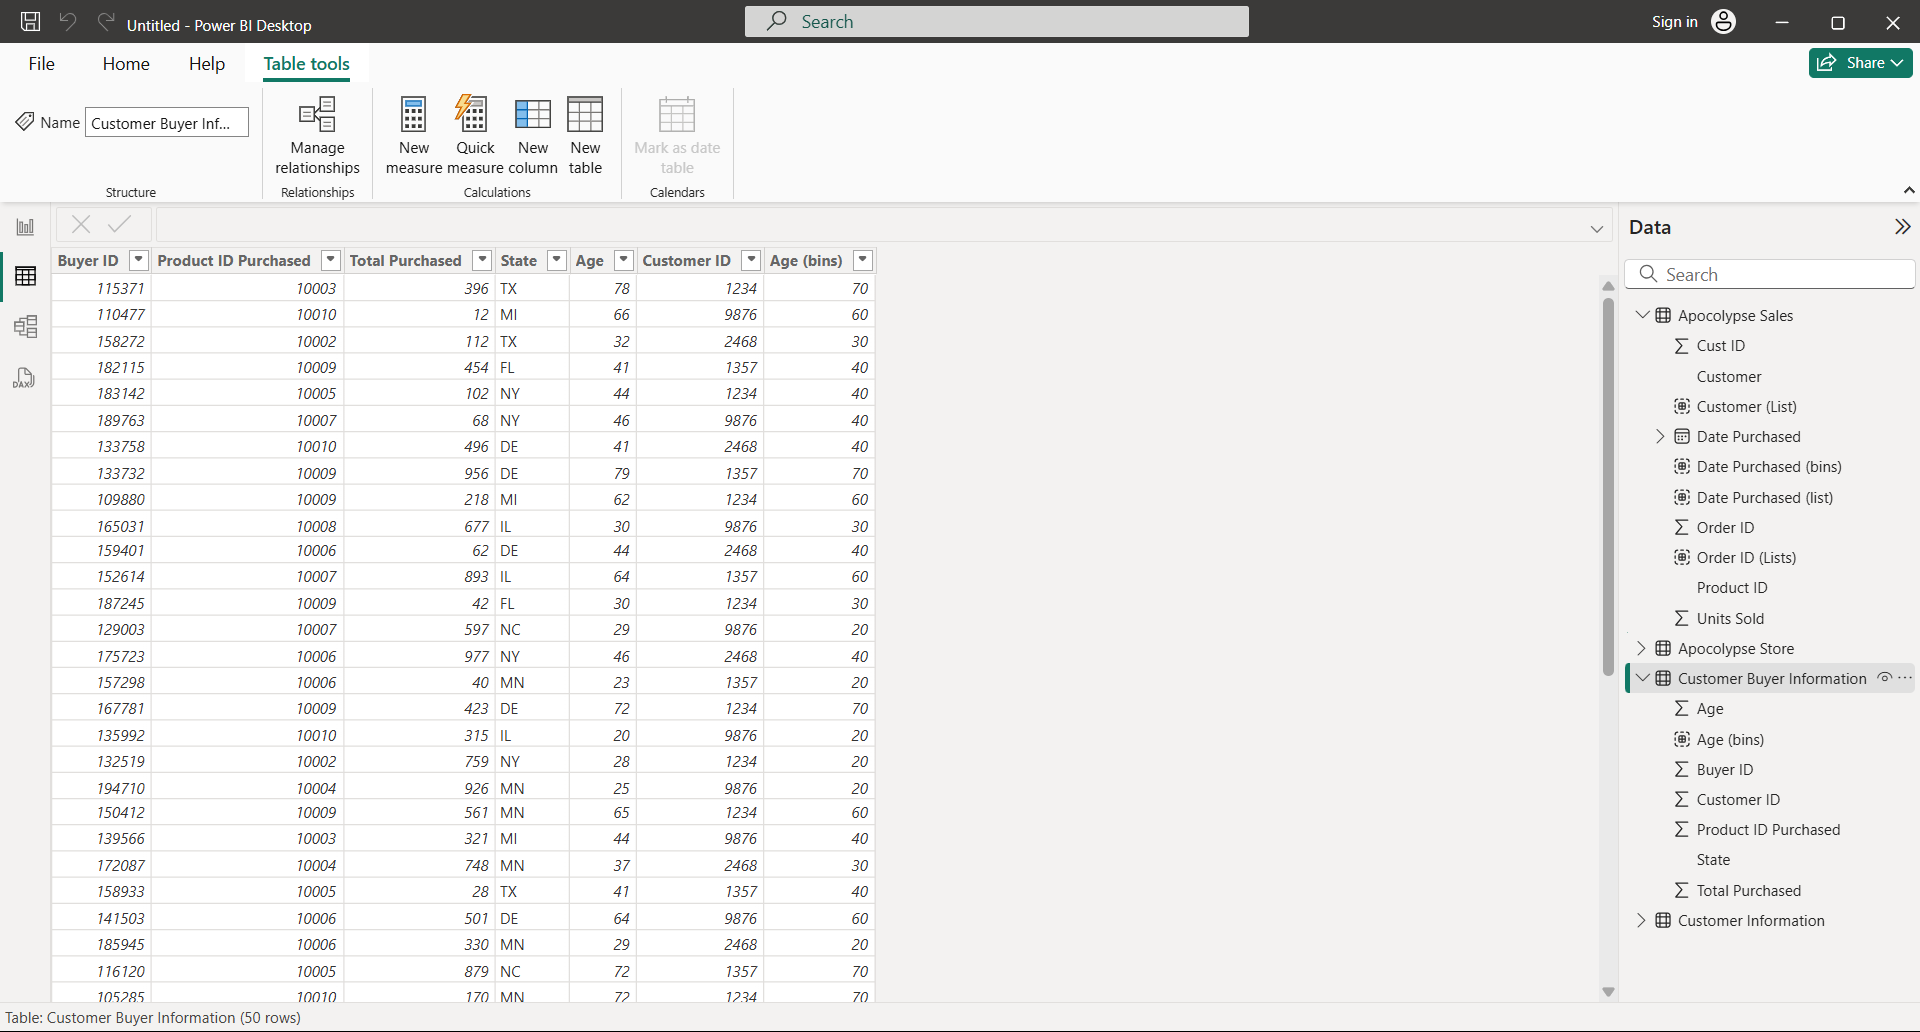 Untitled - Power BI Desktop
Search
Sign in
File
Home
Help
Table tools
Share
Name
Customer Buyer Inf...
Manage relationships
New measure
Quick measure
New column
New table
Mark as date table
Structure
Relationships
Calculations
Calendars
DAX
Buyer ID Product ID Purchased Total Purchased State Age Customer ID Age (bins)
115371 10003 396 TX 78 1234 70
110477 10010 12 MI 66 9876 60
158272 10002 112 TX 32 2468 30
182115 10009 454 FL 41 1357 40
183142 10005 102 NY 44 1234 40
189763 10007 68 NY 46 9876 40
133758 10010 496 DE 41 2468 40
133732 10009 956 DE 79 1357 70
109880 10009 218 MI 62 1234 60
165031 10008 677 IL 30 9876 30
159401 10006 62 DE 44 2468 40
152614 10007 893 IL 64 1357 60
187245 10009 42 FL 30 1234 30
129003 10007 597 NC 29 9876 20
175723 10006 977 NY 46 2468 40
157298 10006 40 MN 23 1357 20
167781 10009 423 DE 72 1234 70
135992 10010 315 IL 20 9876 20
132519 10002 759 NY 28 1234 20
194710 10004 926 MN 25 9876 20
150412 10009 561 MN 65 1234 60
139566 10003 321 MI 44 9876 40
172087 10004 748 MN 37 2468 30
158933 10005 28 TX 41 1357 40
141503 10006 501 DE 64 9876 60
185945 10006 330 MN 29 2468 20
116120 10005 879 NC 72 1357 70
105285 10010 170 MN 72 1234 70
Data
Search
Apocolypse Sales
Cust ID
Customer
Customer (List)
Date Purchased
Date Purchased (bins)
Date Purchased (list)
Order ID
Order ID (Lists)
Product ID
Units Sold
Apocolypse Store
Customer Buyer Information
Age
Age (bins)
Buyer ID
Customer ID
Product ID Purchased
State
Total Purchased
Customer Information
Table: Customer Buyer Information (50 rows)